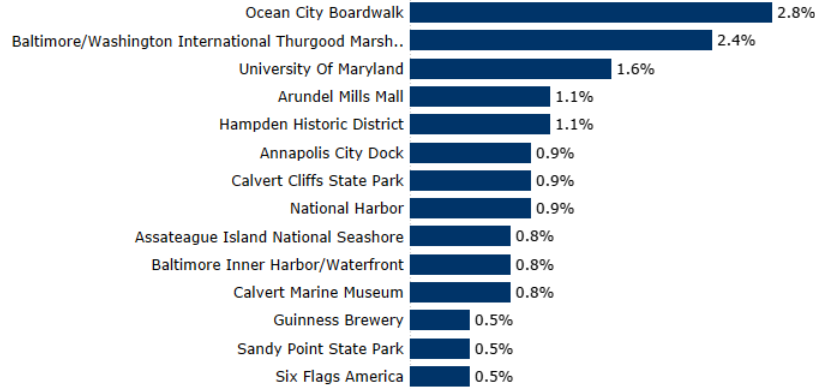 Ocean City Boardwalk 2.8%
Baltimore/Washington International Thurgood Marsh.. 2.4%
University Of Maryland 1.6%
Arundel Mills Mall 1.1%
Hampden Historic District 1.1%
Annapolis City Dock 0.9%
Calvert Cliffs State Park 0.9%
National Harbor 0.9%
Assateague Island National Seashore 0.8%
Baltimore Inner Harbor/Waterfront 0.8%
Calvert Marine Museum 0.8%
Guinness Brewery 0.5%
Sandy Point State Park 0.5%
Six Flags America 0.5%